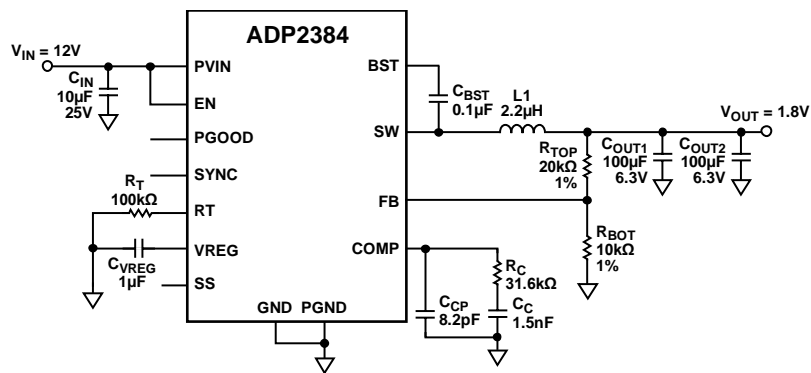 ADP2384
V_IN = 12V
C_IN
10µF
25V
PVIN
EN
PGOOD
SYNC
R_T
100kΩ
RT
VREG
C_VREG
1µF
SS
GND PGND
BST
C_BST
0.1µF
L1
2.2µH
SW
V_OUT = 1.8V
R_TOP
20kΩ
1%
C_OUT1
100µF
6.3V
C_OUT2
100µF
6.3V
FB
R_BOT
10kΩ
1%
COMP
R_C
31.6kΩ
C_CP
8.2pF
C_C
1.5nF